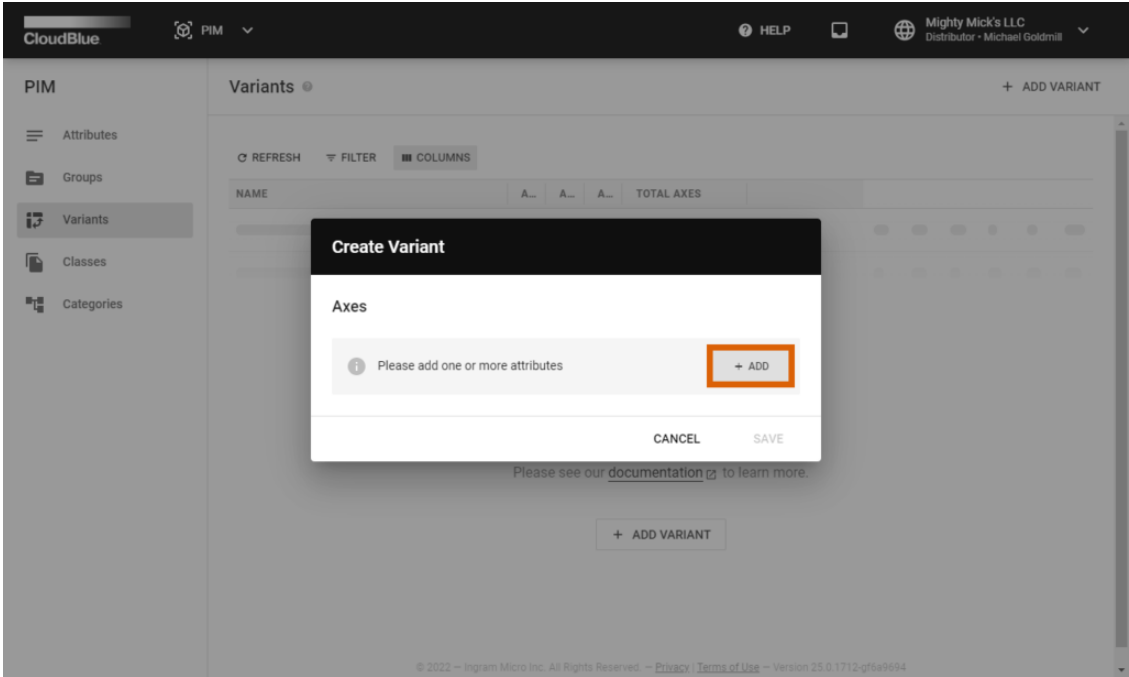 CloudBlue
PIM
HELP
Mighty Mick's LLC
Distributor • Michael Goldmill
PIM
Variants
+ ADD VARIANT
Attributes
Groups
Variants
Classes
Categories
REFRESH
FILTER
COLUMNS
NAME
A...
A...
A...
TOTAL AXES
Create Variant
Axes
Please add one or more attributes
+ ADD
CANCEL
SAVE
Please see our documentation to learn more.
+ ADD VARIANT
© 2022 – Ingram Micro Inc. All Rights Reserved. – Privacy | Terms of Use – Version 25.0.1712-gf6a9694